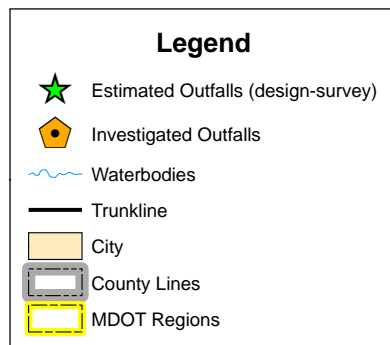 Legend
Estimated Outfalls (design-survey)
Investigated Outfalls
Waterbodies
Trunkline
City
County Lines
MDOT Regions